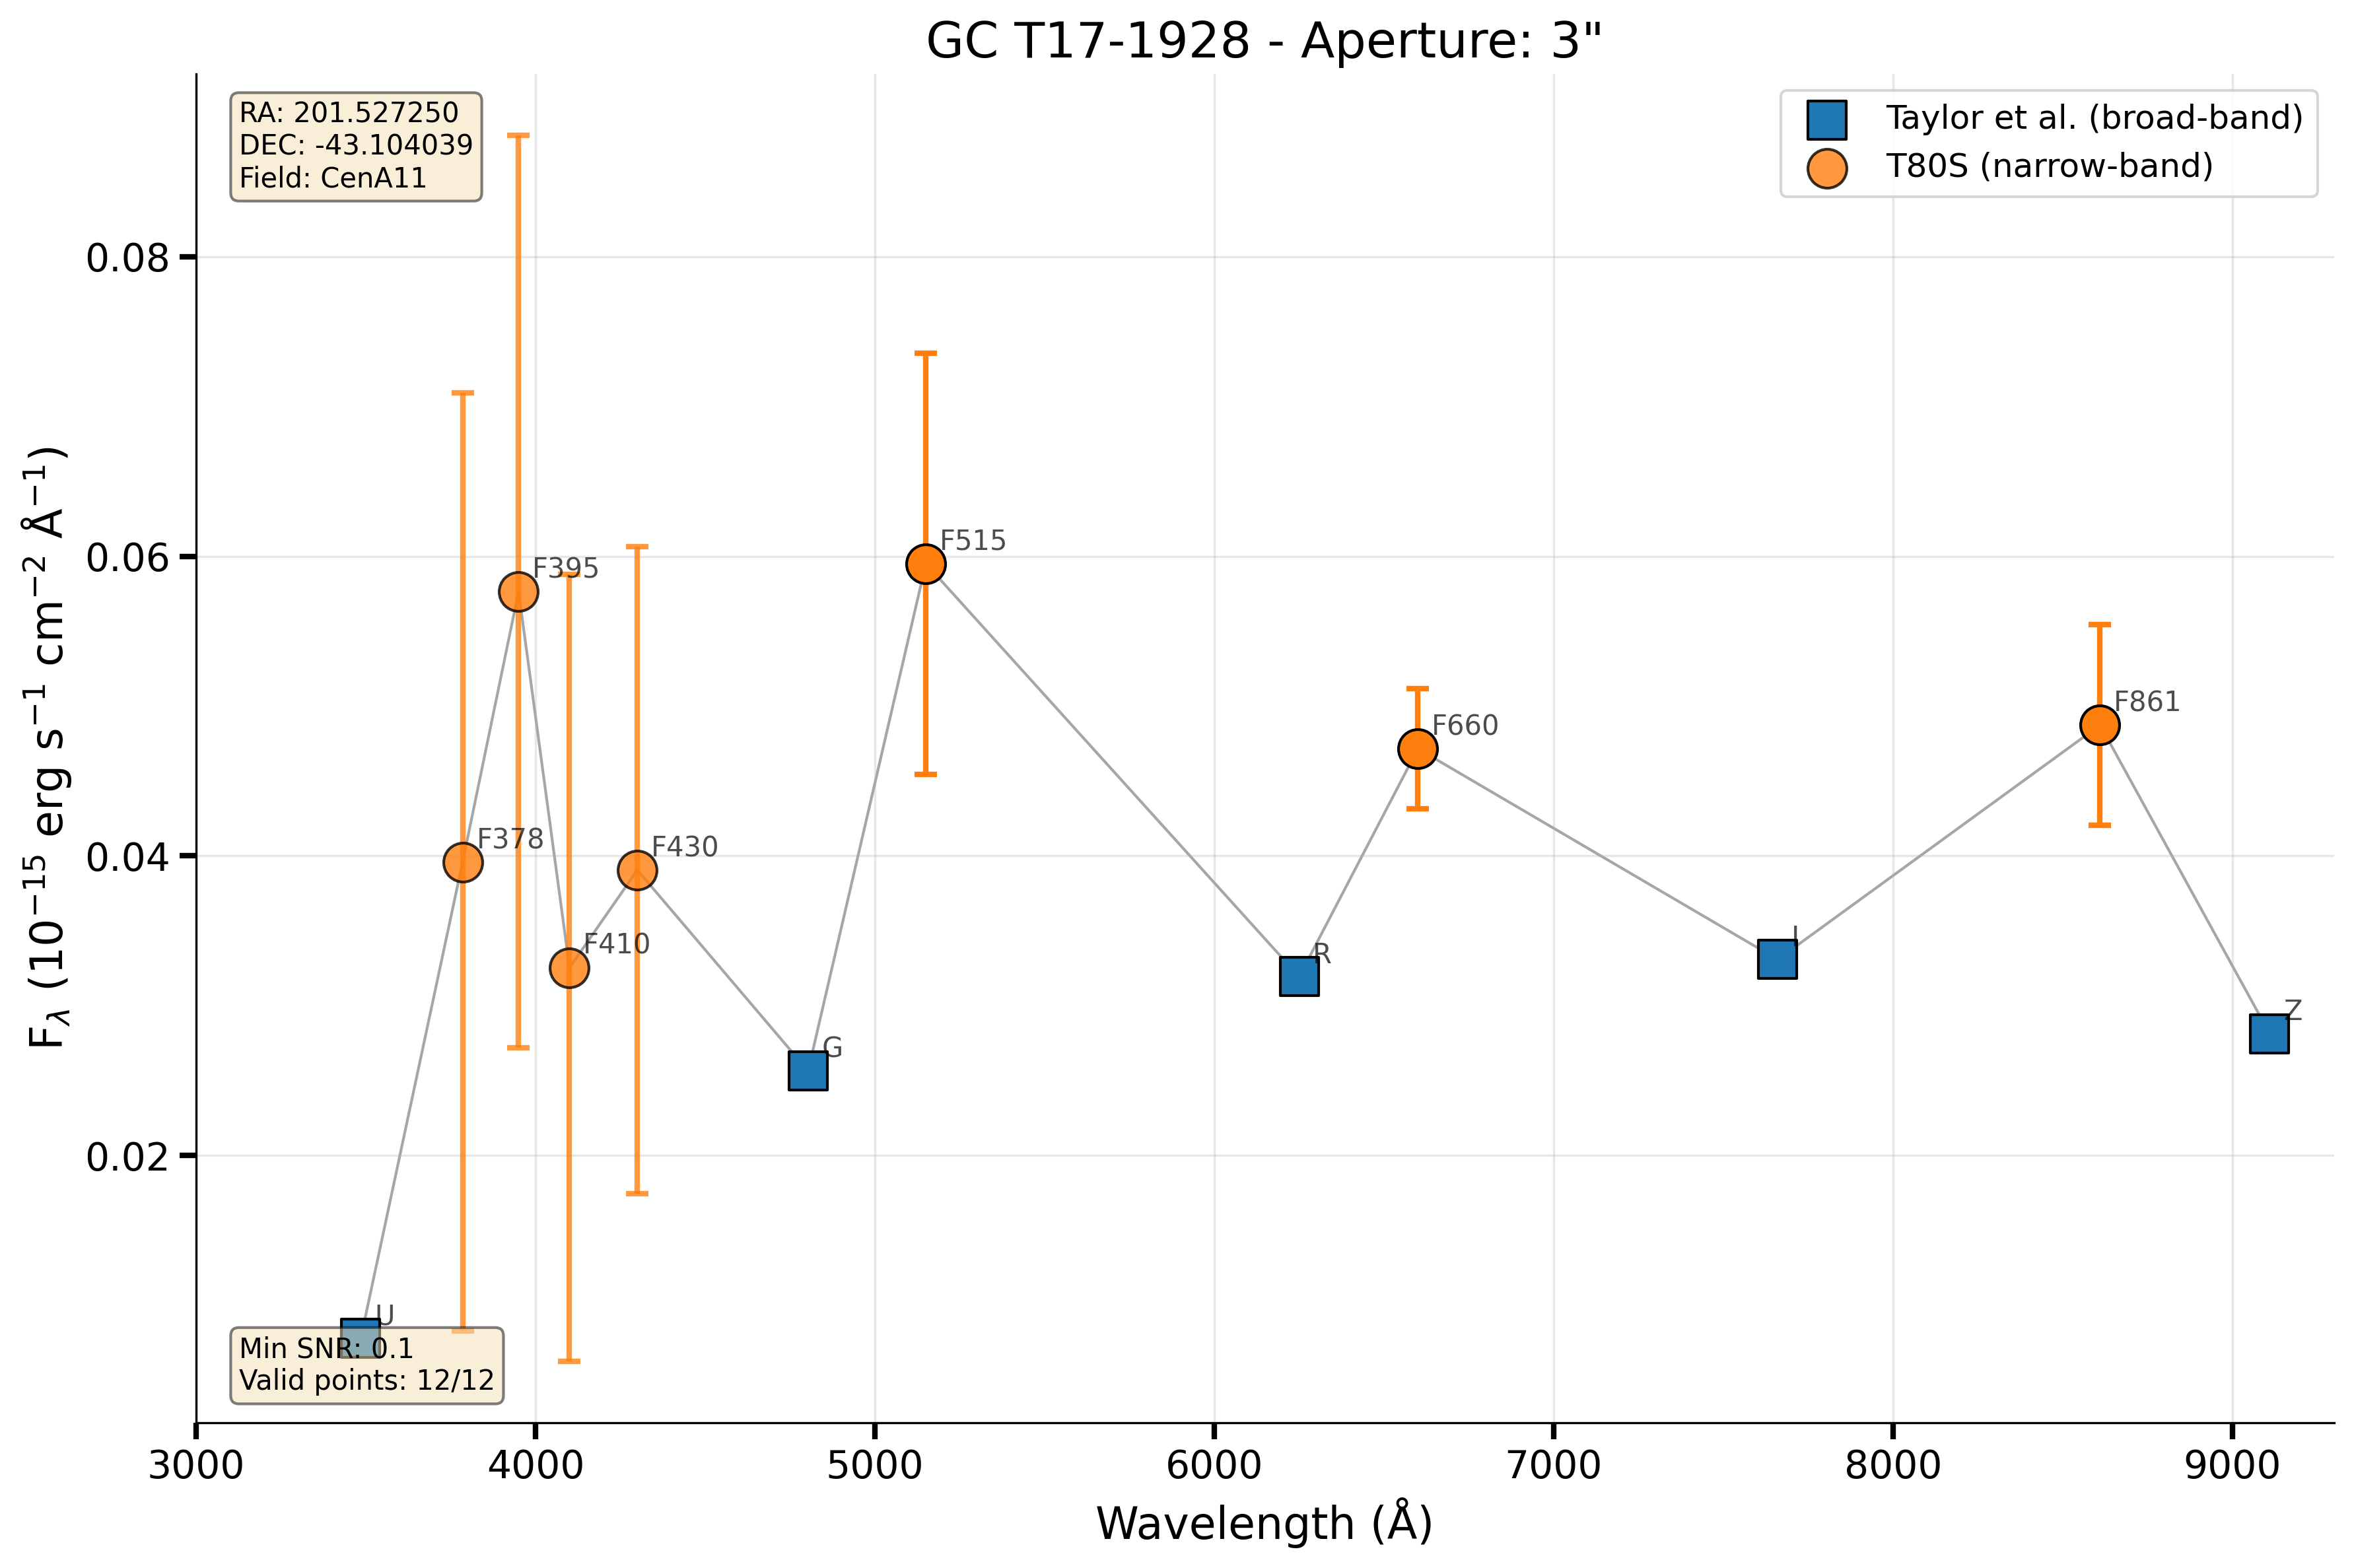 GC T17-1928 - Aperture: 3"
RA: 201.527250
DEC: -43.104039
Field: CenA11
Taylor et al. (broad-band)
T80S (narrow-band)
0.08
0.06
0.04
0.02
F395
F515
F378
F430
F410
F660
F861
R
I
G
Z
U
Min SNR: 0.1
Valid points: 12/12
3000 4000 5000 6000 7000 8000 9000
Wavelength (Å)
Fλ (10⁻¹⁵ erg s⁻¹ cm⁻² Å⁻¹)